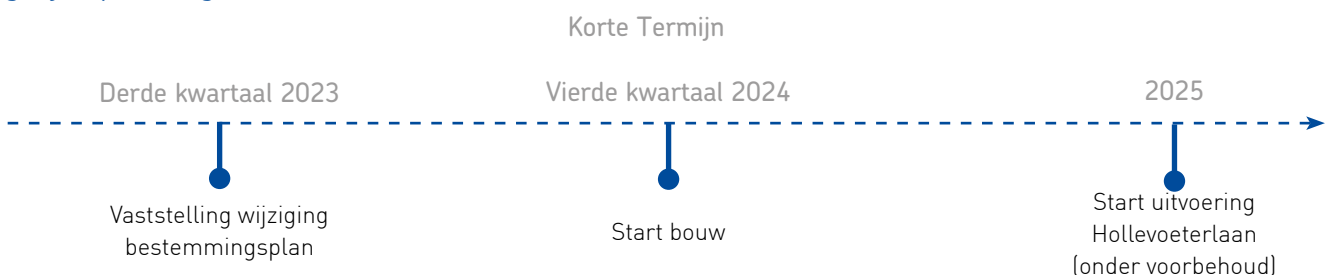 Korte Termijn
Derde kwartaal 2023
Vierde kwartaal 2024
2025
Vaststelling wijziging
bestemmingsplan
Start bouw
Start uitvoering
Hollevoeterlaan
(onder voorbehoud)